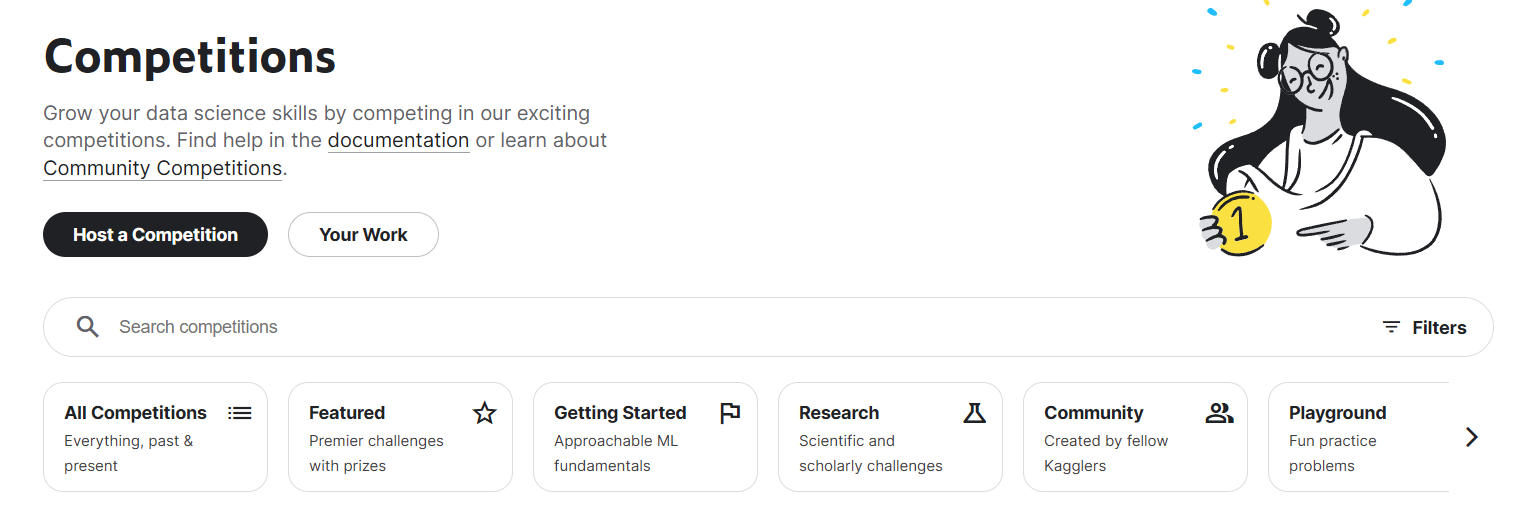 Competitions
Grow your data science skills by competing in our exciting
competitions. Find help in the documentation or learn about
Community Competitions.
Host a Competition
Your Work
Search competitions
Filters
All Competitions
Everything, past &
present
Featured
Premier challenges
with prizes
Getting Started
Approachable ML
fundamentals
Research
Scientific and
scholarly challenges
Community
Created by fellow
Kagglers
Playground
Fun practice
problems
1